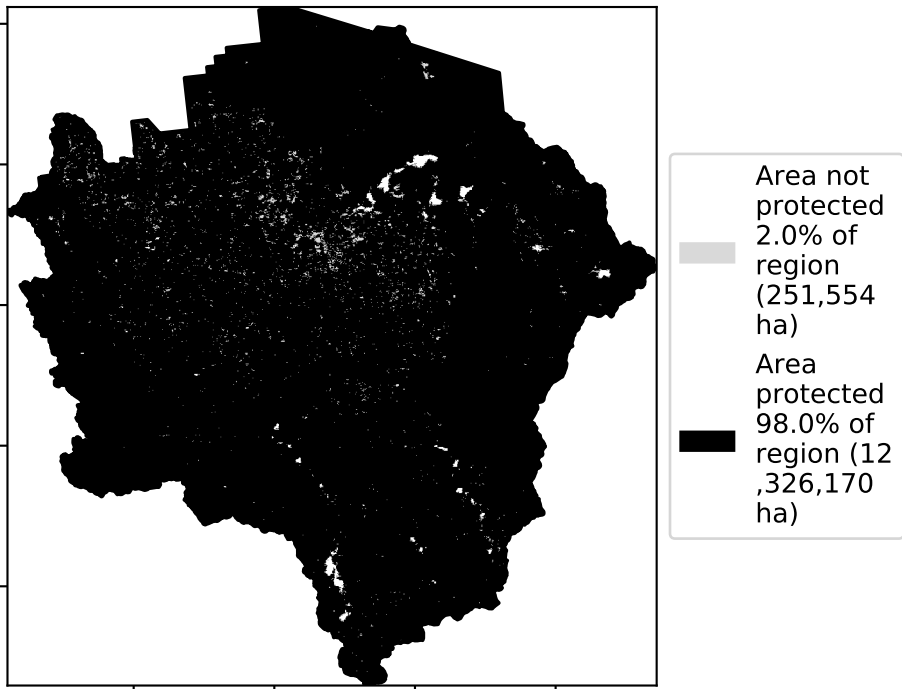 Area not
protected
2.0% of
region
(251,554
ha)
Area
protected
98.0% of
region (12
,326,170
ha)